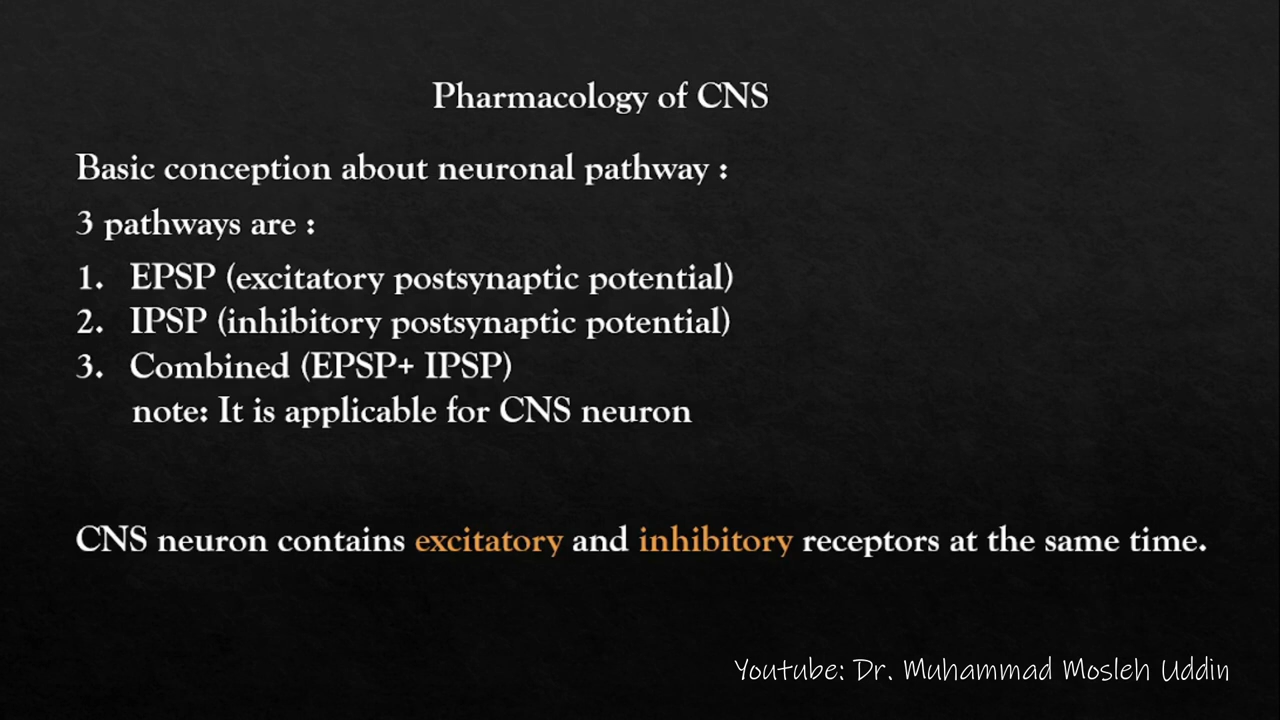 Pharmacology of CNS
Basic conception about neuronal pathway :
3 pathways are :
1. EPSP (excitatory postsynaptic potential)
2. IPSP (inhibitory postsynaptic potential)
3. Combined (EPSP+ IPSP)
note: It is applicable for CNS neuron
CNS neuron contains excitatory and inhibitory receptors at the same time.
Youtube: Dr. Muhammad Mosleh Uddin